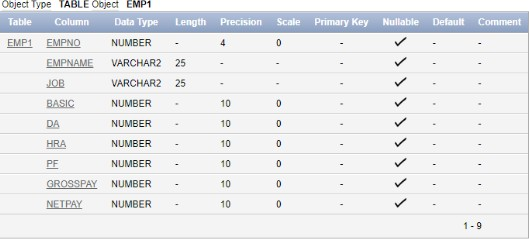 Object Type TABLE Object EMP1
Table Column Data Type Length Precision Scale Primary Key Nullable Default Comment
EMP1 EMPNO NUMBER - 4 0 - ✓ - -
EMPNAME VARCHAR2 25 - - - ✓ - -
JOB VARCHAR2 25 - - - ✓ - -
BASIC NUMBER - 10 0 - ✓ - -
DA NUMBER - 10 0 - ✓ - -
HRA NUMBER - 10 0 - ✓ - -
PF NUMBER - 10 0 - ✓ - -
GROSSPAY NUMBER - 10 0 - ✓ - -
NETPAY NUMBER - 10 0 - ✓ - -
1 - 9